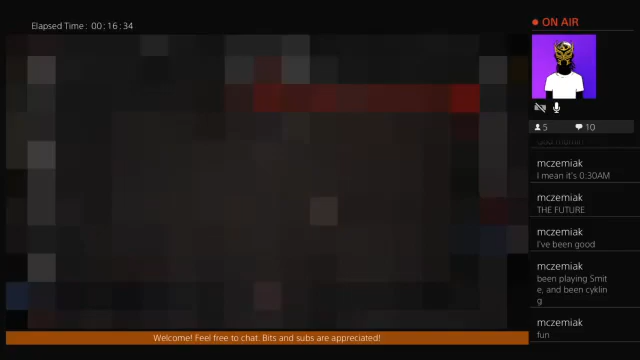 Elapsed Time: 00:16:34
ON AIR
5
10
mczemiak
I mean it's 0:30AM
mczemiak
THE FUTURE
mczemiak
I've been good
mczemiak
been playing Smit
e, and been cyklin
g
mczemiak
fun
Welcome! Feel free to chat. Bits and subs are appreciated!